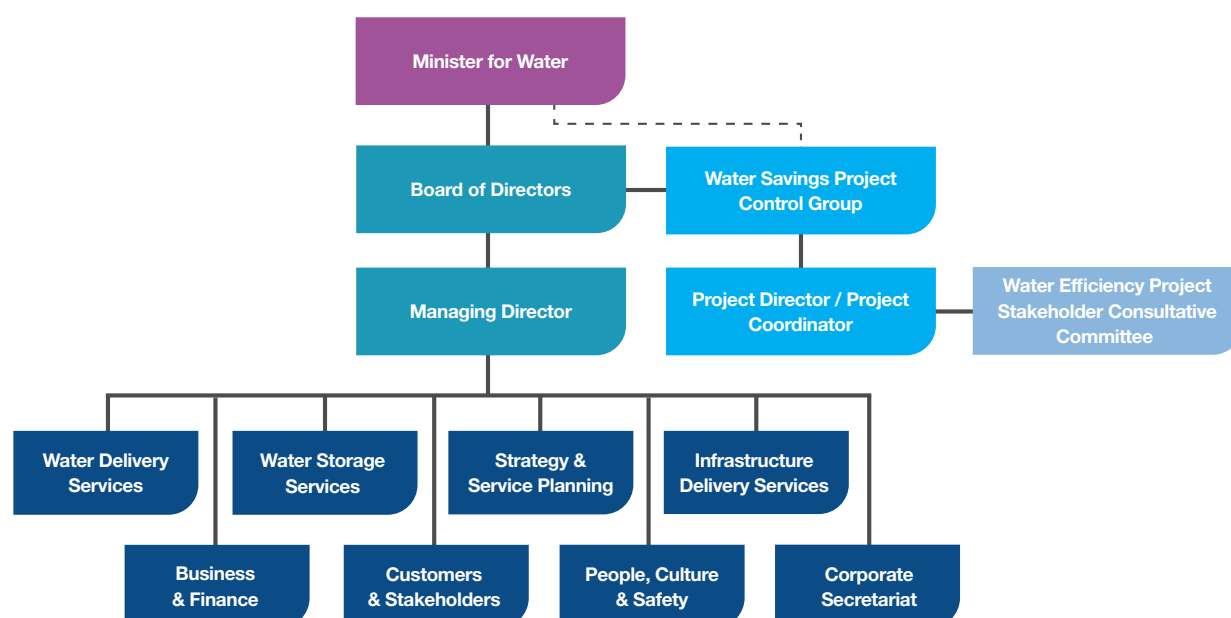 Minister for Water
Board of Directors
Water Savings Project
Control Group
Managing Director
Project Director / Project
Coordinator
Water Efficiency Project
Stakeholder Consultative
Committee
Water Delivery
Services
Water Storage
Services
Strategy &
Service Planning
Infrastructure
Delivery Services
Business
& Finance
Customers
& Stakeholders
People, Culture
& Safety
Corporate
Secretariat